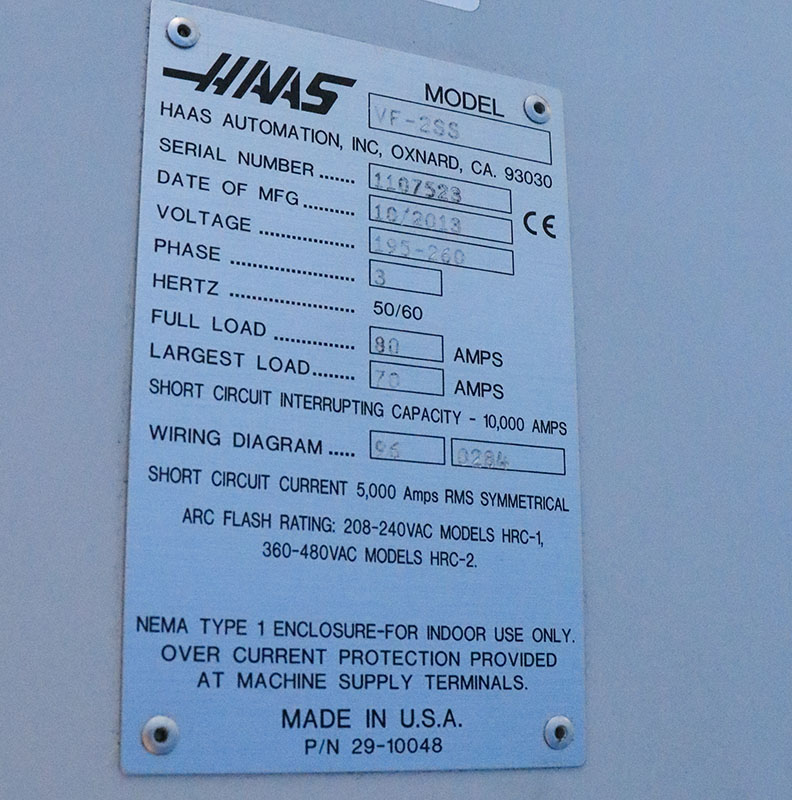 HAAS
MODEL VF-2SS
HAAS AUTOMATION, INC, OXNARD, CA. 93030
SERIAL NUMBER ....... 1107523
DATE OF MFG .......... 10/2013
CE
VOLTAGE .................. 195-260
PHASE ....................... 3
HERTZ ....................... 50/60
FULL LOAD ............... 80 AMPS
LARGEST LOAD........ 70 AMPS
SHORT CIRCUIT INTERRUPTING CAPACITY - 10,000 AMPS
WIRING DIAGRAM ..... 96 0284
SHORT CIRCUIT CURRENT 5,000 Amps RMS SYMMETRICAL
ARC FLASH RATING: 208-240VAC MODELS HRC-1,
360-480VAC MODELS HRC-2.
NEMA TYPE 1 ENCLOSURE-FOR INDOOR USE ONLY.
OVER CURRENT PROTECTION PROVIDED
AT MACHINE SUPPLY TERMINALS.
MADE IN U.S.A.
P/N 29-10048